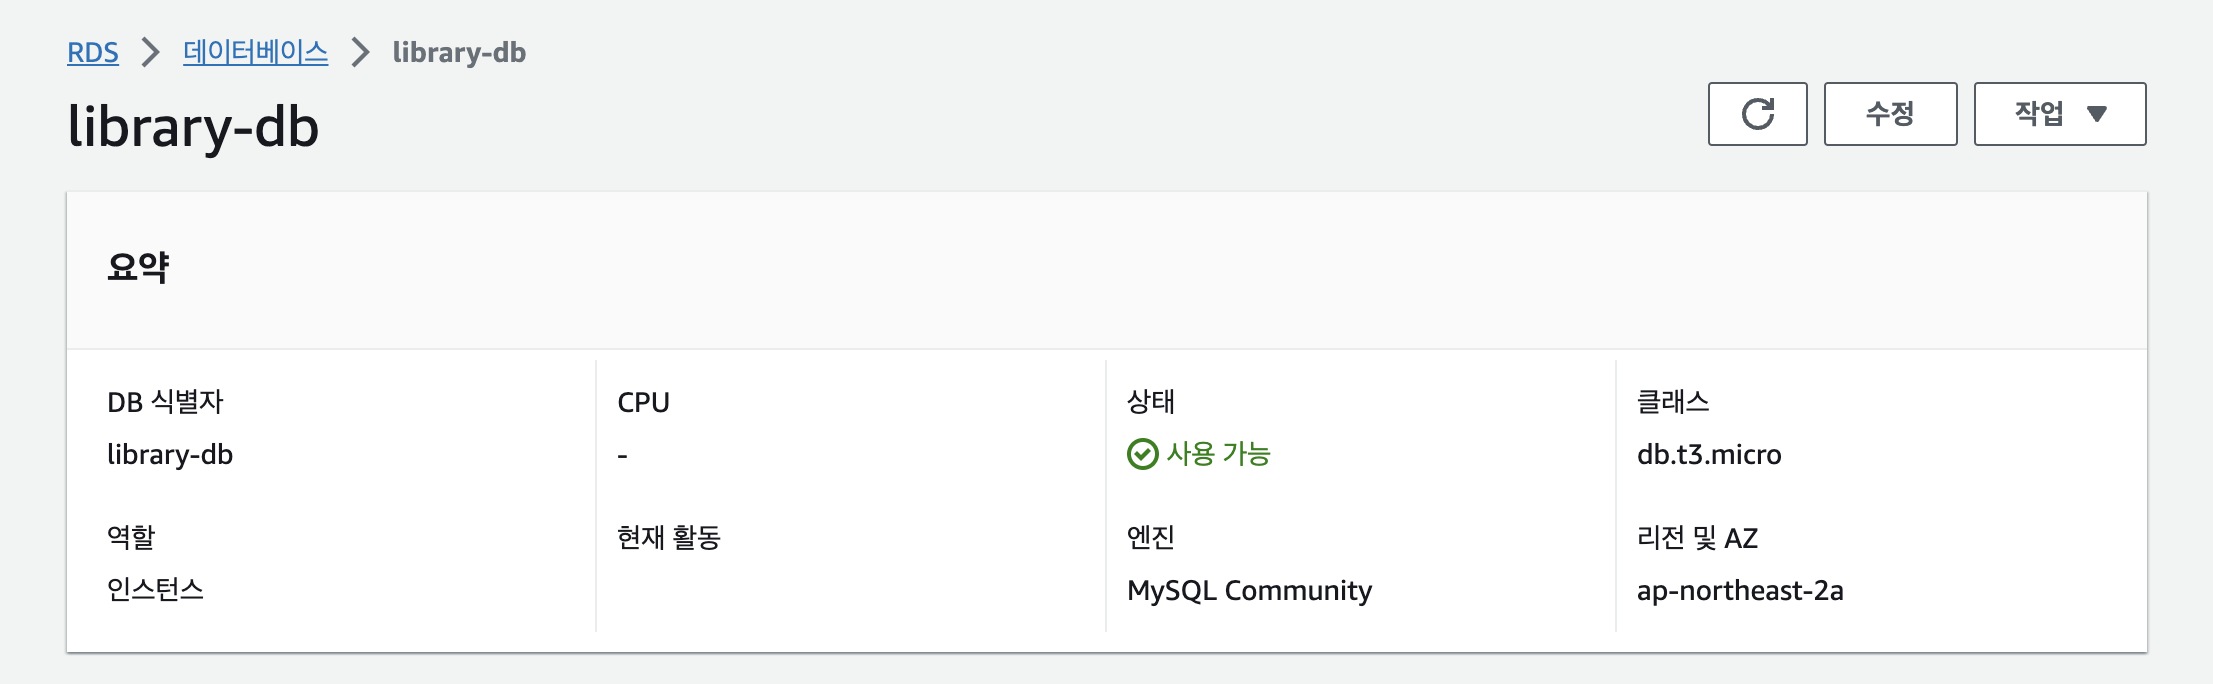 RDS > 데이터베이스 > library-db
library-db
수정
작업
요약
DB 식별자
library-db
역할
인스턴스
CPU
-
현재 활동
상태
사용 가능
엔진
MySQL Community
클래스
db.t3.micro
리전 및 AZ
ap-northeast-2a